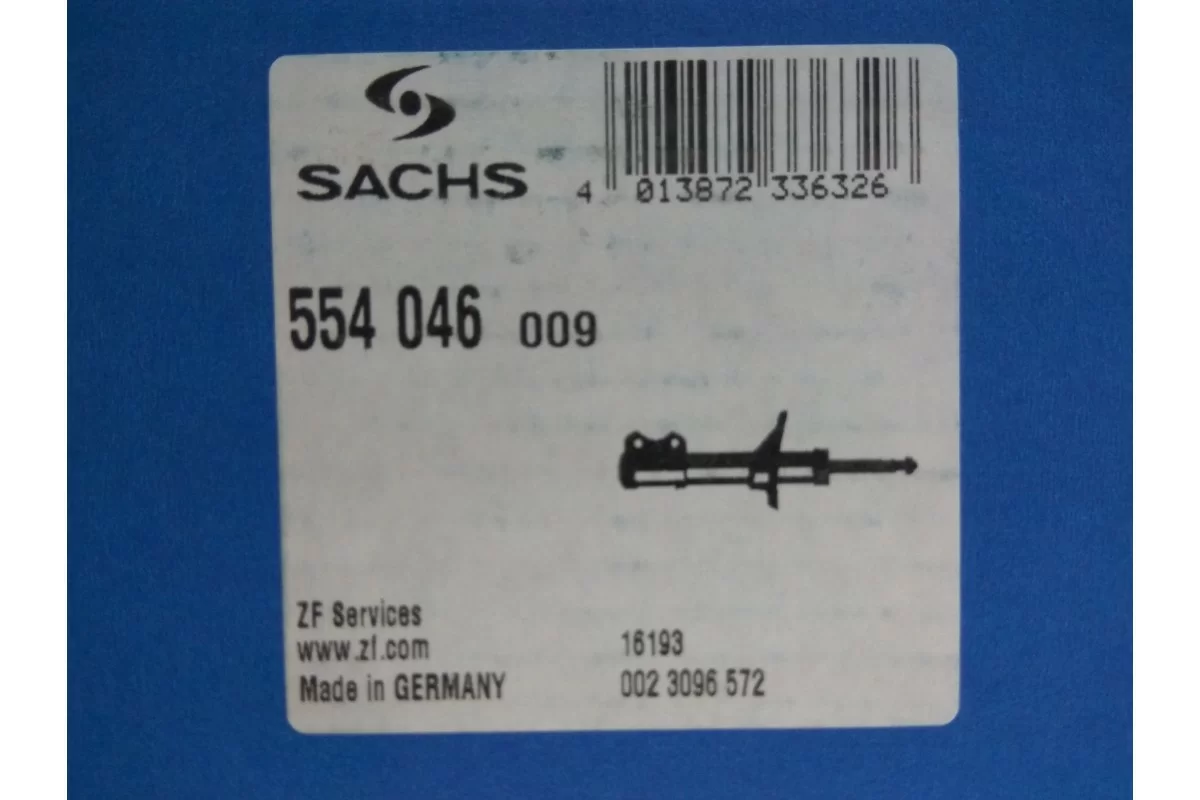 SACHS
4 013872 336326
554 046 009
ZF Services
www.zf.com
Made in GERMANY
16193
002 3096 572